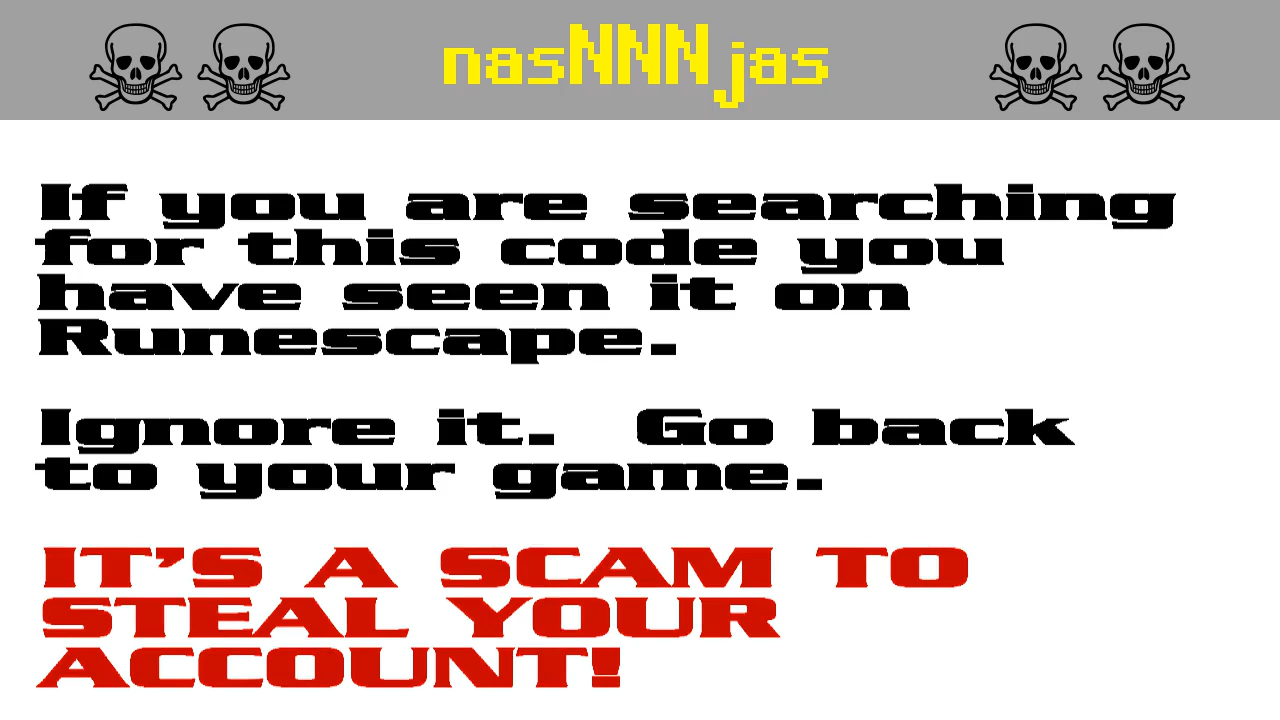 nasNNNjas
If you are searching
for this code you
have seen it on
Runescape.
Ignore it. Go back
to your game.
IT'S A SCAM TO
STEAL YOUR
ACCOUNT!